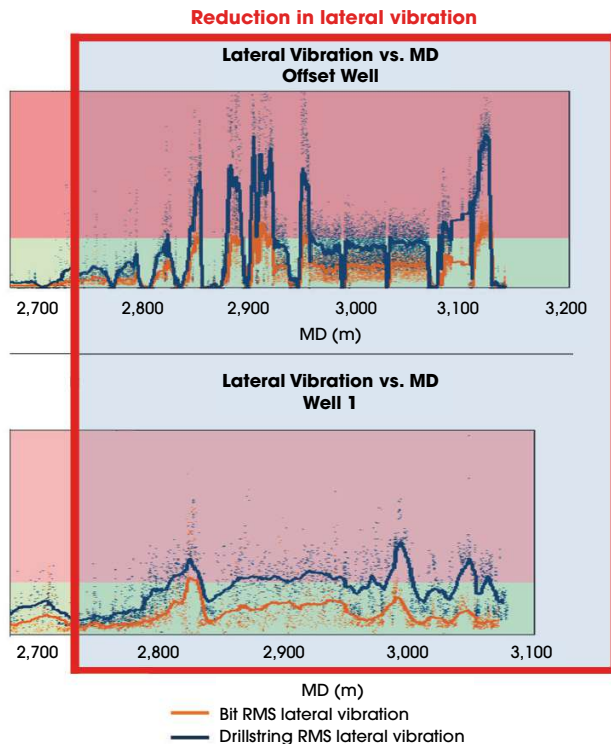 Reduction in lateral vibration
Lateral Vibration vs. MD
Offset Well
2,700 2,800 2,900 3,000 3,100 3,200
MD (m)
Lateral Vibration vs. MD
Well 1
2,700 2,800 2,900 3,000 3,100
MD (m)
Bit RMS lateral vibration
Drillstring RMS lateral vibration